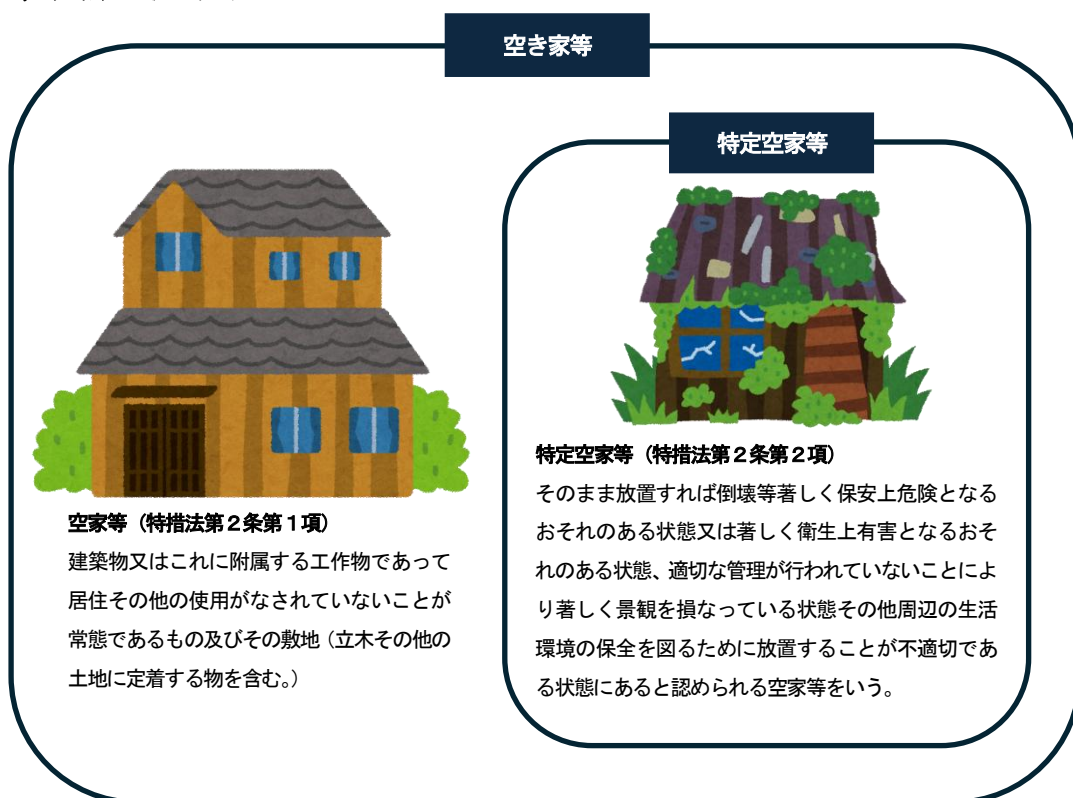 空き家等
特定空家等
空家等（特措法第２条第１項）
建築物又はこれに附属する工作物であって
居住その他の使用がなされていないことが
常態であるもの及びその敷地（立木その他の
土地に定着する物を含む。）
特定空家等（特措法第２条第２項）
そのまま放置すれば倒壊等著しく保安上危険となる
おそれのある状態又は著しく衛生上有害となるおそ
れのある状態、適切な管理が行われていないことによ
り著しく景観を損なっている状態その他周辺の生活
環境の保全を図るために放置することが不適切であ
る状態にあると認められる空家等をいう。